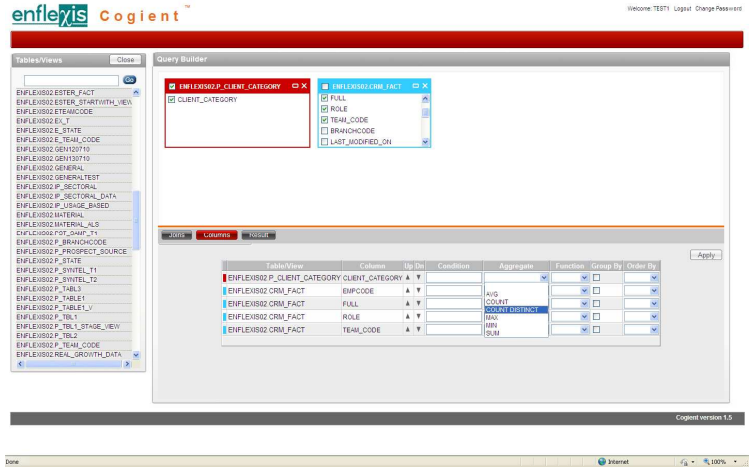 enflexis Cogient™
Welcome: TEST1 Logout Change Password
Tables/Views Close
Query Builder
Go
ENFLEXIS02.ESTER_FACT
ENFLEXIS02.ESTER_STARTWITH_VIEW
ENFLEXIS02.ETEAMCODE
ENFLEXIS02.EX_T
ENFLEXIS02.E_STATE
ENFLEXIS02.E_TEAM_CODE
ENFLEXIS02.GEN120710
ENFLEXIS02.GEN130710
ENFLEXIS02.GENERAL
ENFLEXIS02.GENERALTEST
ENFLEXIS02.IP_SECTORAL
ENFLEXIS02.IP_SECTORAL_DATA
ENFLEXIS02.IP_USAGE_BASED
ENFLEXIS02.MATERIAL
ENFLEXIS02.MATERIAL_ALS
ENFLEXIS02.P_BRANCHCODE
ENFLEXIS02.P_PROSPECT_SOURCE
ENFLEXIS02.P_STATE
ENFLEXIS02.P_SYNTEL_T1
ENFLEXIS02.P_SYNTEL_T2
ENFLEXIS02.P_TABL3
ENFLEXIS02.P_TABLE1
ENFLEXIS02.P_TABLE1_V
ENFLEXIS02.P_TBL1
ENFLEXIS02.P_TBL1_STAGE_VIEW
ENFLEXIS02.P_TBL2
ENFLEXIS02.P_TEAM_CODE
ENFLEXIS02.REAL_GROWTH_DATA
ENFLEXIS02.P_CLIENT_CATEGORY
CLIENT_CATEGORY
ENFLEXIS02.CRM_FACT
FULL
ROLE
TEAM_CODE
BRANCHCODE
LAST_MODIFIED_ON
Joins Columns Result
Apply
Table/View Column Up Dn Condition Aggregate Function Group By Order By
ENFLEXIS02.P_CLIENT_CATEGORY CLIENT_CATEGORY
ENFLEXIS02.CRM_FACT EMPCODE
ENFLEXIS02.CRM_FACT FULL
ENFLEXIS02.CRM_FACT ROLE
ENFLEXIS02.CRM_FACT TEAM_CODE
AVG
COUNT
COUNT DISTINCT
MAX
MIN
SUM
Cogient version 1.5
Done
Internet
100%